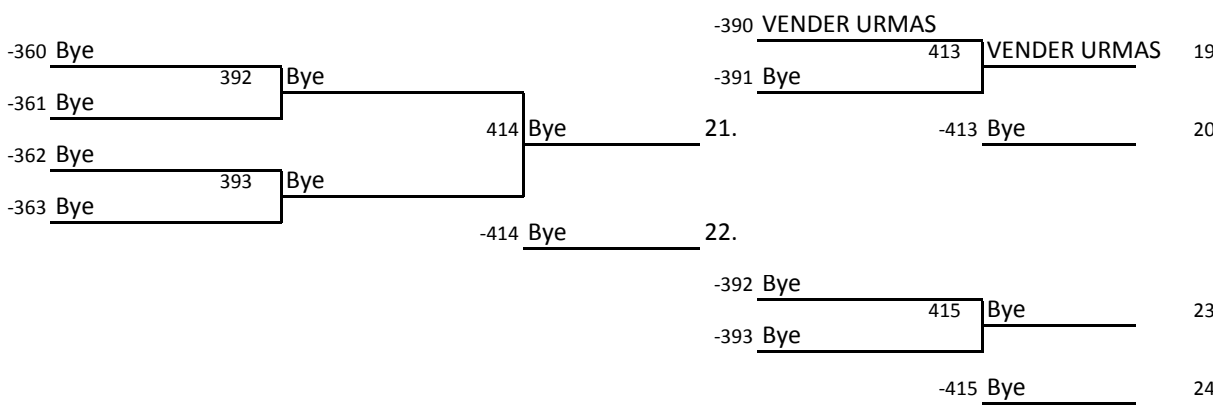 -390 VENDER URMAS
-360 Bye 413 VENDER URMAS 19
392 Bye -391 Bye
-361 Bye
414 Bye 21. -413 Bye 20
-362 Bye
393 Bye
-363 Bye
-414 Bye 22.
-392 Bye
415 Bye 23
-393 Bye
-415 Bye 24